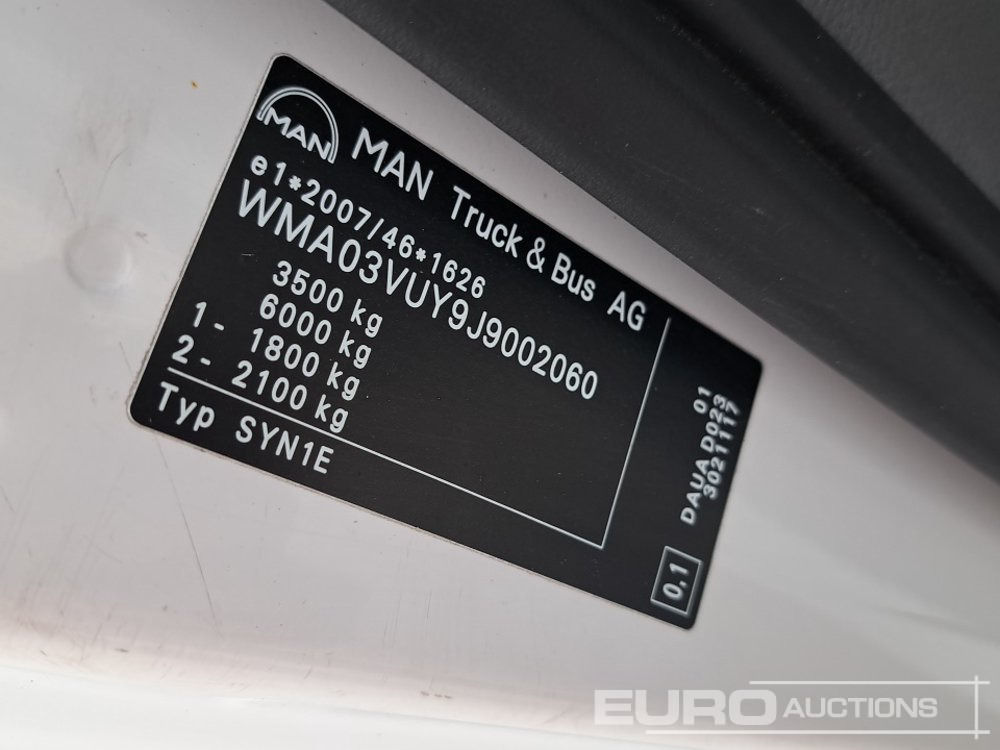 MAN
MAN Truck & Bus AG
e1*2007/46*1626
WMA03VUY9J9002060
3500 kg
6000 kg
1- 1800 kg
2- 2100 kg
Typ SYN1E
01
DAUA D023
3021117
0,1
EURO AUCTIONS